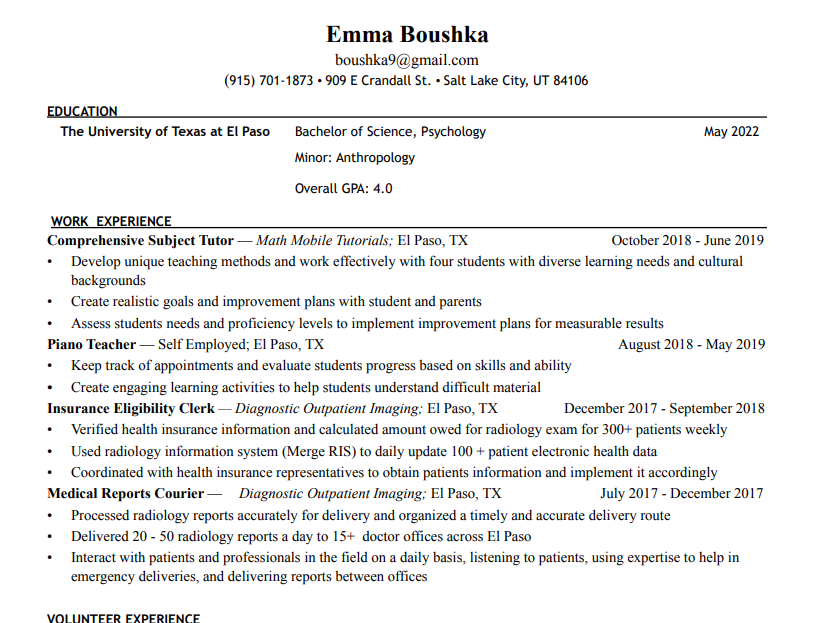 Emma Boushka
boushka9@gmail.com
(915) 701-1873 • 909 E Crandall St. • Salt Lake City, UT 84106
EDUCATION
The University of Texas at El Paso Bachelor of Science, Psychology May 2022
Minor: Anthropology
Overall GPA: 4.0
WORK EXPERIENCE
Comprehensive Subject Tutor — Math Mobile Tutorials; El Paso, TX October 2018 - June 2019
• Develop unique teaching methods and work effectively with four students with diverse learning needs and cultural
backgrounds
• Create realistic goals and improvement plans with student and parents
• Assess students needs and proficiency levels to implement improvement plans for measurable results
Piano Teacher — Self Employed; El Paso, TX August 2018 - May 2019
• Keep track of appointments and evaluate students progress based on skills and ability
• Create engaging learning activities to help students understand difficult material
Insurance Eligibility Clerk — Diagnostic Outpatient Imaging; El Paso, TX December 2017 - September 2018
• Verified health insurance information and calculated amount owed for radiology exam for 300+ patients weekly
• Used radiology information system (Merge RIS) to daily update 100 + patient electronic health data
• Coordinated with health insurance representatives to obtain patients information and implement it accordingly
Medical Reports Courier — Diagnostic Outpatient Imaging; El Paso, TX July 2017 - December 2017
• Processed radiology reports accurately for delivery and organized a timely and accurate delivery route
• Delivered 20 - 50 radiology reports a day to 15+ doctor offices across El Paso
• Interact with patients and professionals in the field on a daily basis, listening to patients, using expertise to help in
emergency deliveries, and delivering reports between offices
VOLUNTEER EXPERIENCE